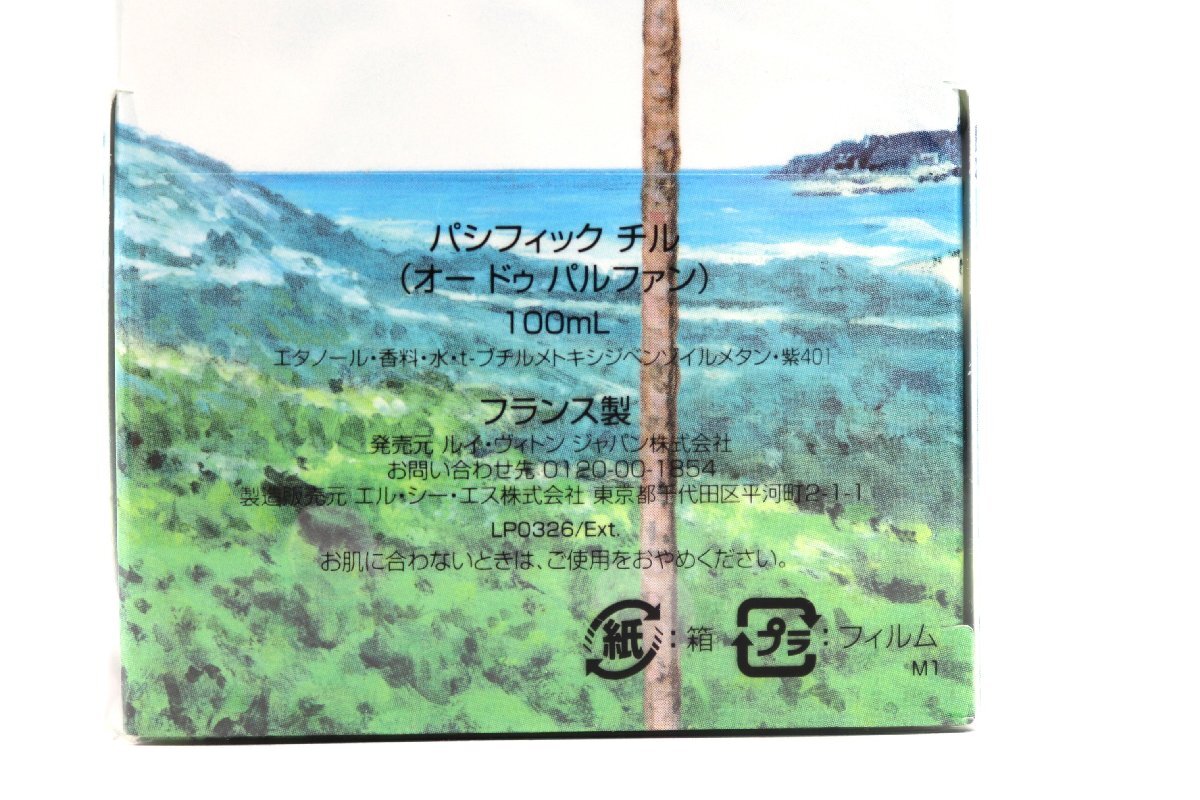 パシフィック チル
(オー ドゥ パルファン)
100mL
エタノール・香料・水・t-ブチルメトキシジベンゾイルメタン・紫401
フランス製
発売元 ルイ・ヴィトン ジャパン株式会社
お問い合わせ先 0120-00-1854
製造販売元 エル・シー・エス株式会社 東京都千代田区平河町2-1-1
LP0326/Ext.
お肌に合わないときは、ご使用をおやめください。
紙 : 箱 プラ : フィルム
M1